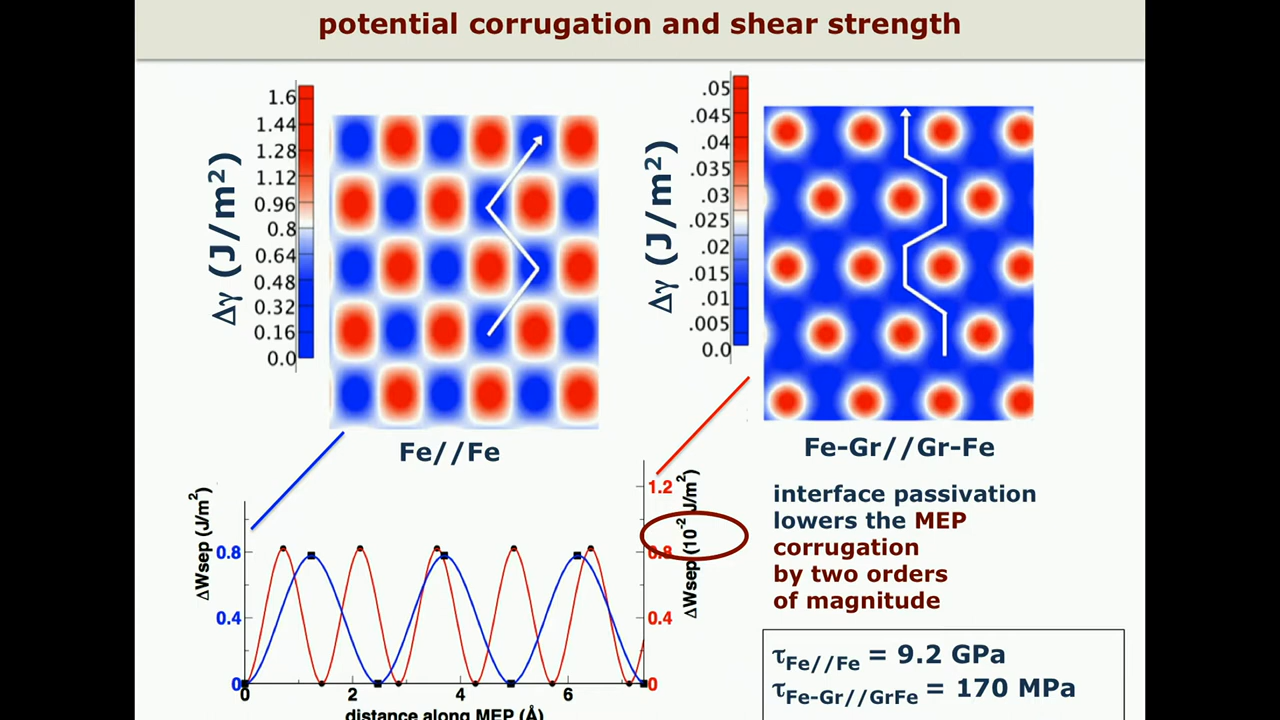 potential corrugation and shear strength
Δγ (J/m²)
1.6
1.44
1.28
1.12
0.96
0.8
0.64
0.48
0.32
0.16
0.0
Fe//Fe
Δγ (J/m²)
.05
.045
.04
.035
.03
.025
.02
.015
.01
.005
0.0
Fe-Gr//Gr-Fe
ΔWsep (J/m²)
0.8
0.4
0
0 2 4 6
distance along MEP (Å)
1.2
0.8
0.4
0
ΔWsep (10⁻² J/m²)
interface passivation
lowers the MEP
corrugation
by two orders
of magnitude
τFe//Fe = 9.2 GPa
τFe-Gr//GrFe = 170 MPa